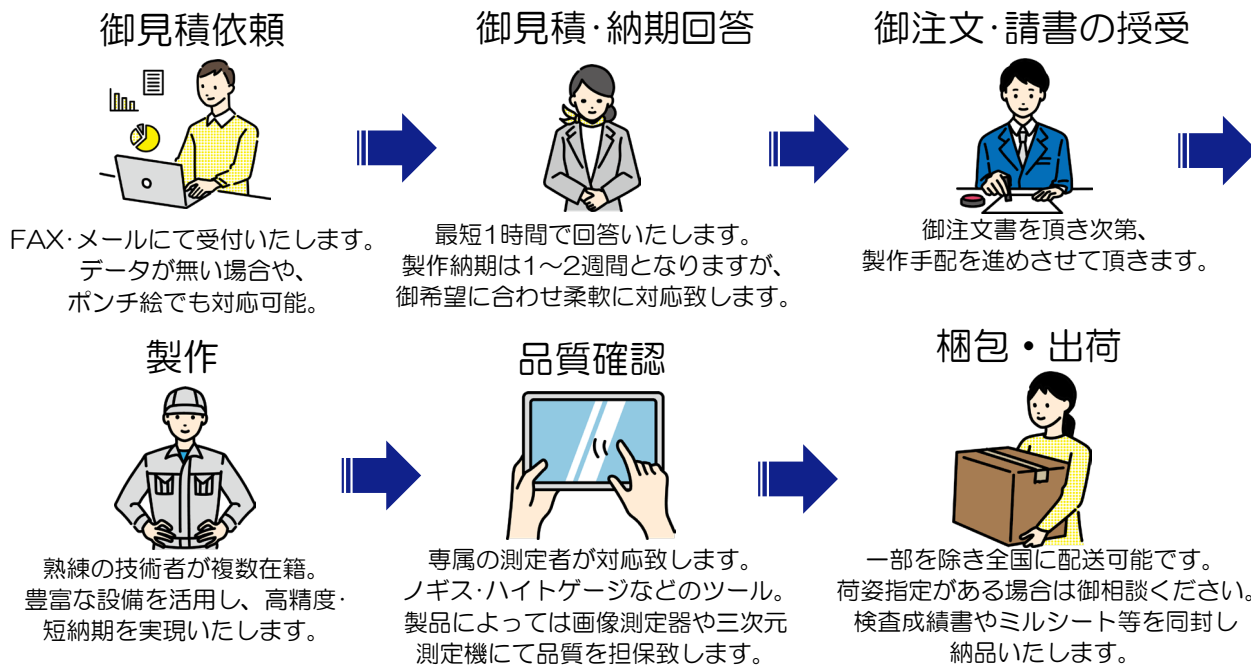 御見積依頼
FAX･メールにて受付いたします。
データが無い場合や、
ポンチ絵でも対応可能。
御見積･納期回答
最短1時間で回答いたします。
製作納期は1～2週間となりますが、
御希望に合わせ柔軟に対応致します。
御注文･請書の授受
御注文書を頂き次第、
製作手配を進めさせて頂きます。
製作
熟練の技術者が複数在籍。
豊富な設備を活用し、高精度･
短納期を実現いたします。
品質確認
専属の測定者が対応致します。
ノギス･ハイトゲージなどのツール。
製品によっては画像測定器や三次元
測定機にて品質を担保致します。
梱包・出荷
一部を除き全国に配送可能です。
荷姿指定がある場合は御相談ください。
検査成績書やミルシート等を同封し
納品いたします。